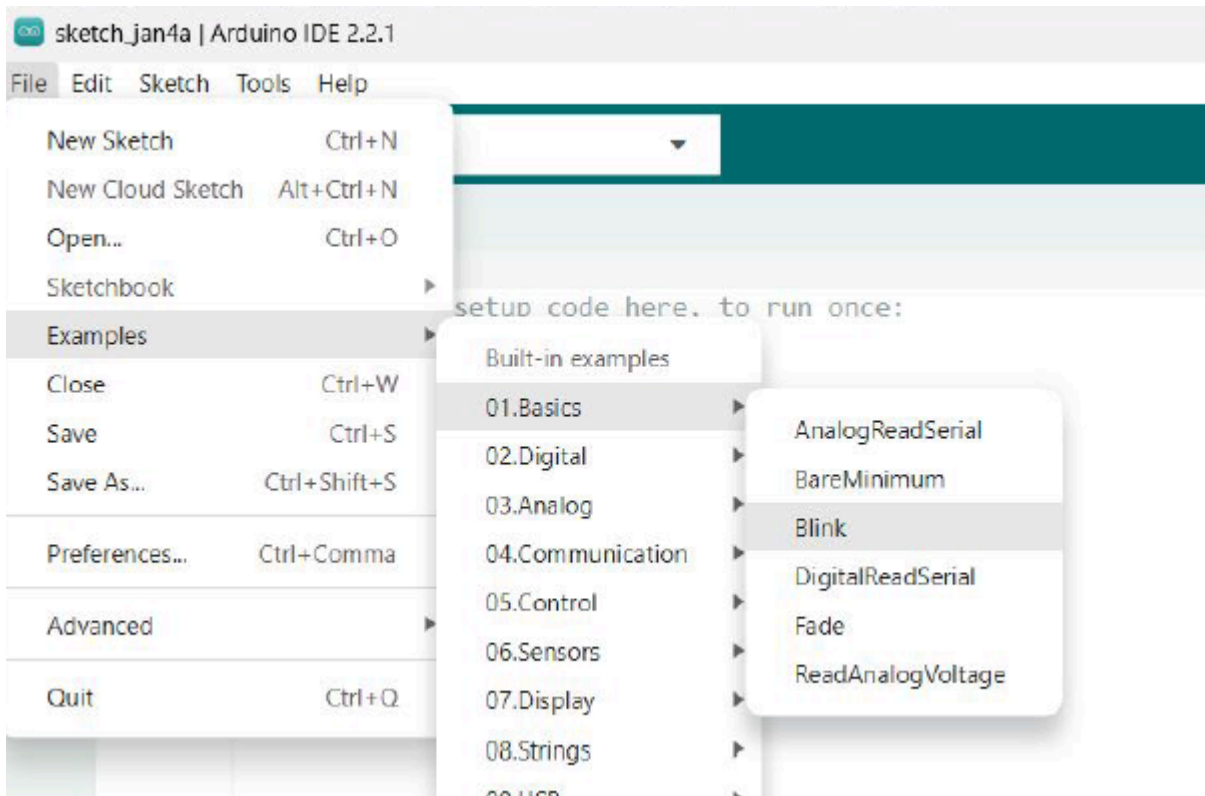 sketch_jan4a | Arduino IDE 2.2.1
File Edit Sketch Tools Help
New Sketch Ctrl+N
New Cloud Sketch Alt+Ctrl+N
Open... Ctrl+O
Sketchbook
Examples
Close Ctrl+W
Save Ctrl+S
Save As... Ctrl+Shift+S
Preferences... Ctrl+Comma
Advanced
Quit Ctrl+Q
setup code here, to run once:
Built-in examples
01.Basics
02.Digital
03.Analog
04.Communication
05.Control
06.Sensors
07.Display
08.Strings
AnalogReadSerial
BareMinimum
Blink
DigitalReadSerial
Fade
ReadAnalogVoltage